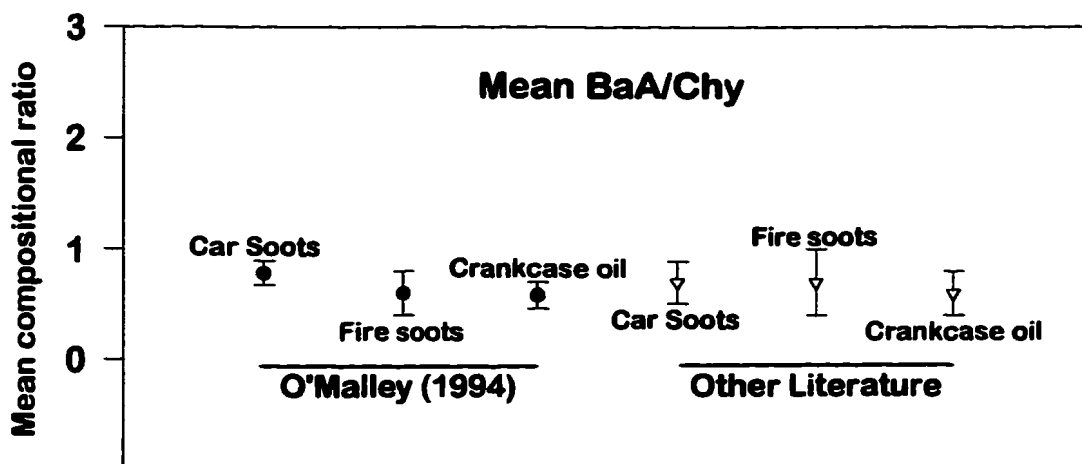 Mean BaA/Chy
Mean compositional ratio
3
2
1
0
Car Soots
Fire soots
Crankcase oil
Car Soots
Fire soots
Crankcase oil
O'Malley (1994)
Other Literature